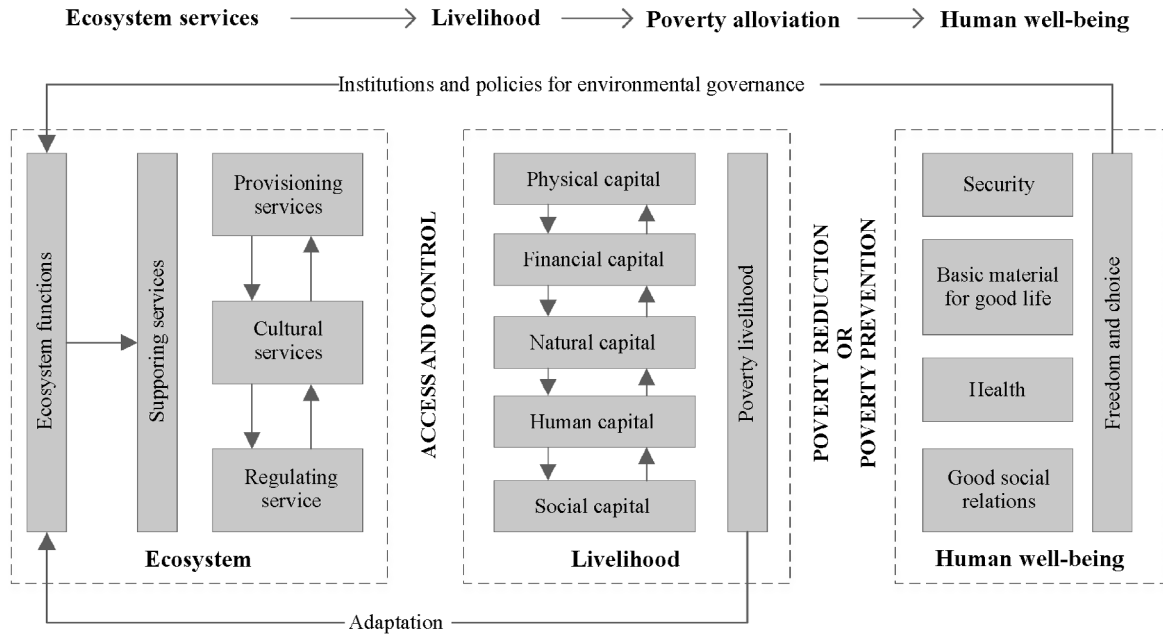 Ecosystem services
Livelihood
Poverty alloviation
Human well-being
Institutions and policies for environmental governance
Ecosystem functions
Supporing services
Provisioning
services
Cultural
services
Regulating
service
Ecosystem
ACCESS AND CONTROL
Physical capital
Financial capital
Natural capital
Human capital
Social capital
Poverty livelihood
Livelihood
POVERTY REDUCTION
OR
POVERTY PREVENTION
Security
Basic material
for good life
Health
Good social
relations
Freedom and choice
Human well-being
Adaptation